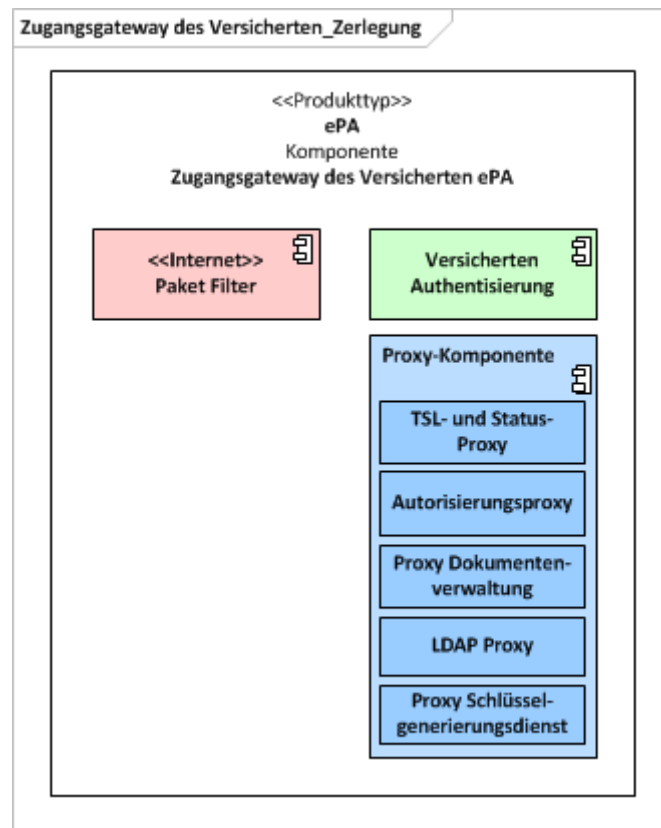 Zugangsgateway des Versicherten_Zerlegung
<<Produkttyp>>
ePA
Komponente
Zugangsgateway des Versicherten ePA
<<Internet>>
Paket Filter
Versicherten
Authentisierung
Proxy-Komponente
TSL- und Status-
Proxy
Autorisierungsproxy
Proxy Dokumenten-
verwaltung
LDAP Proxy
Proxy Schlüssel-
generierungsdienst